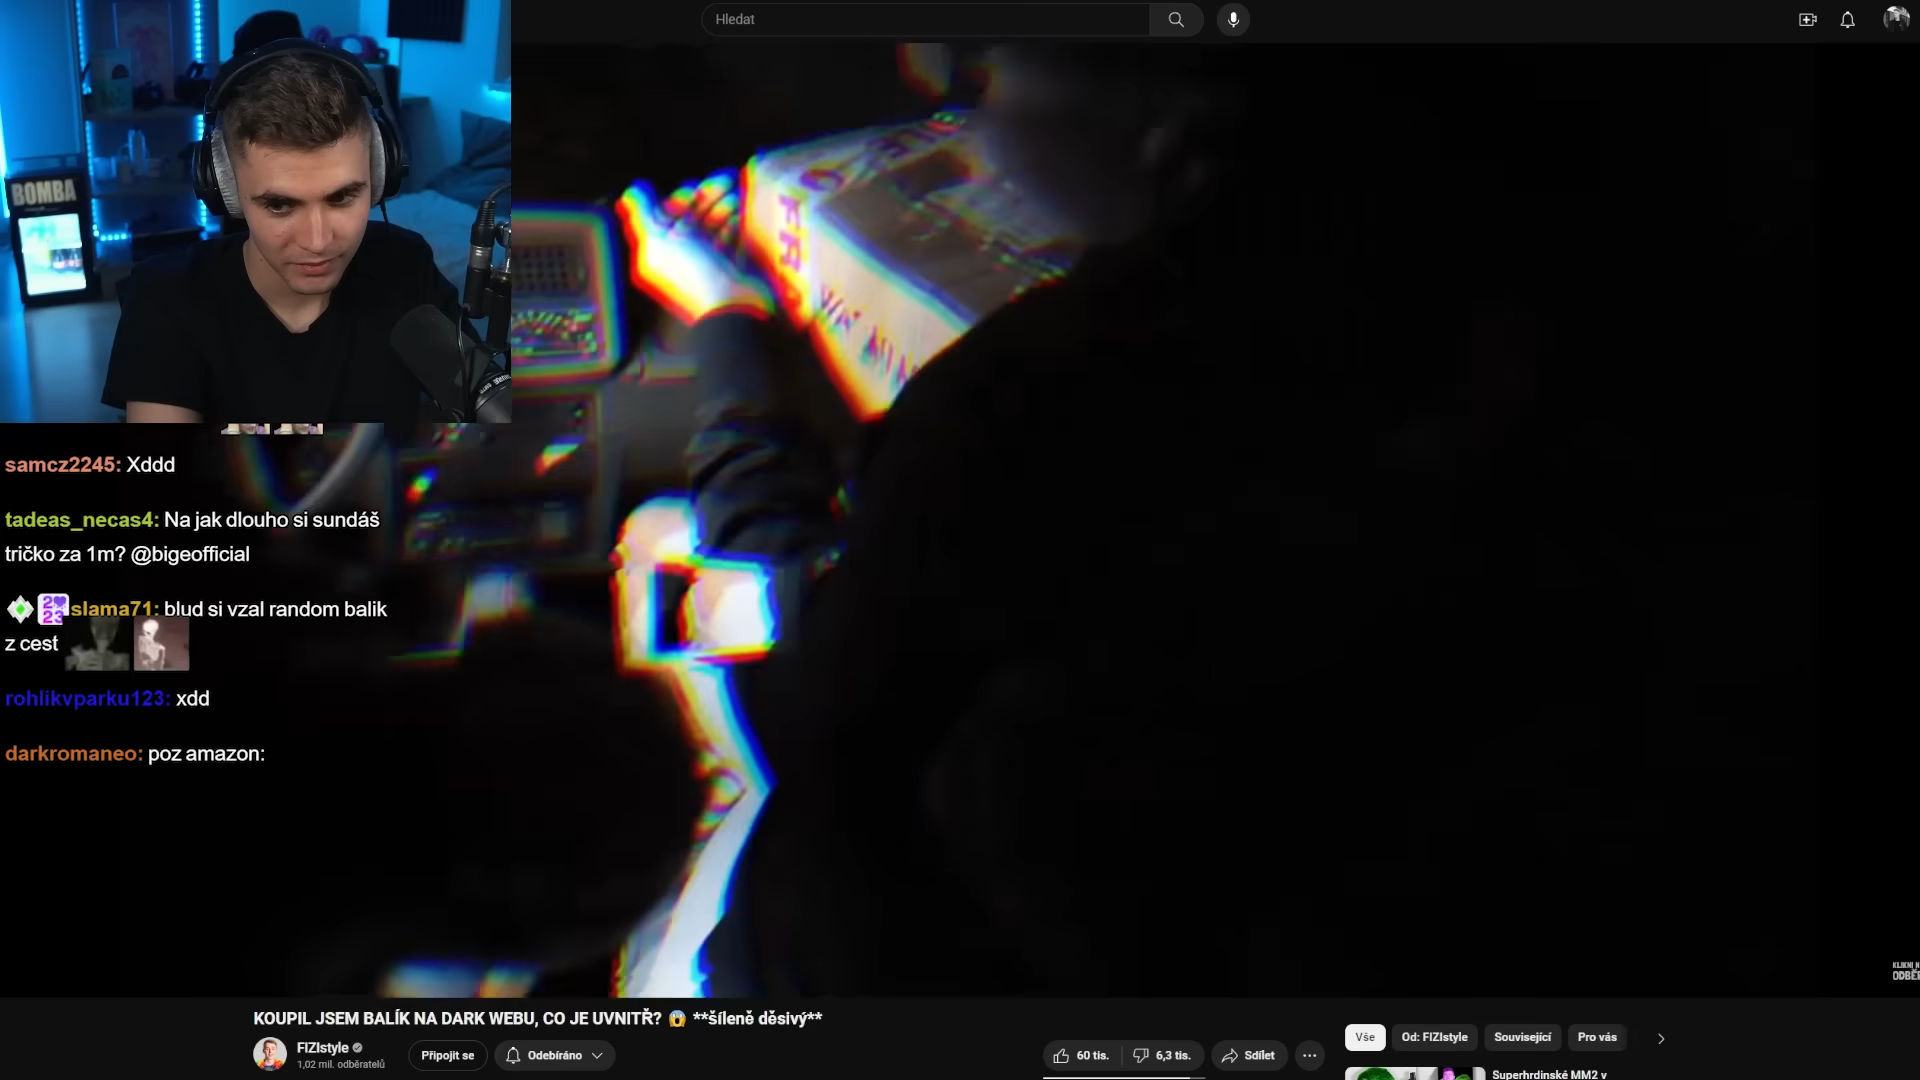 Hledat
BOMBA
samcz2245: Xddd
tadeas_necas4: Na jak dlouho si sundáš
tričko za 1m? @bigeofficial
2023 slama71: blud si vzal random balik
z cest
rohlikvparku123: xdd
darkromaneo: poz amazon:
KOUPIL JSEM BALÍK NA DARK WEBU, CO JE UVNITŘ? 😱 **šíleně děsivý**
FIZIstyle
1,02 mil. odběratelů
Připojit se
Odebíráno
60 tis.
6,3 tis.
Sdílet
Vše
Od: FIZIstyle
Související
Pro vás
Superhrdinské MM2 v